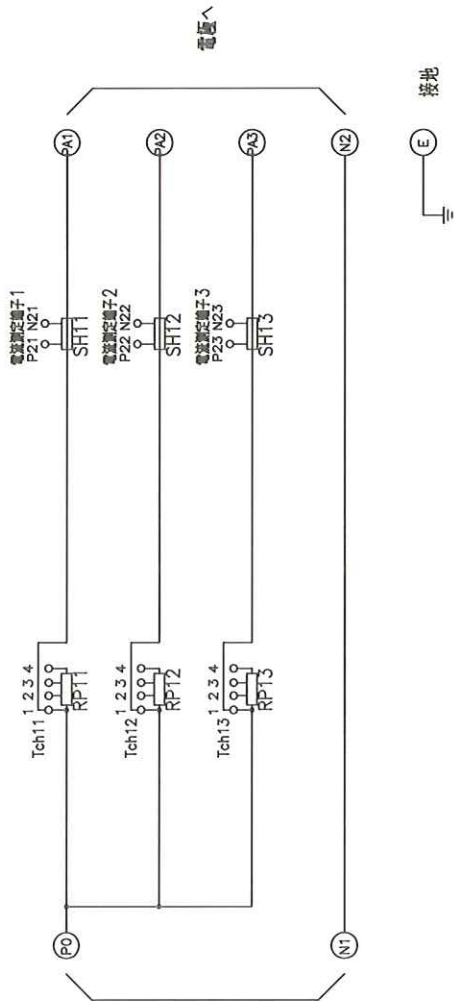 電極へ
PA1
PA2
PA3
N2
E
接地
電流測定端子1
P21 N21
SH11
電流測定端子2
P22 N22
SH12
電流測定端子3
P23 N23
SH13
Tch11
1 2 3 4
RP11
Tch12
1 2 3 4
RP12
Tch13
1 2 3 4
RP13
P0
N1